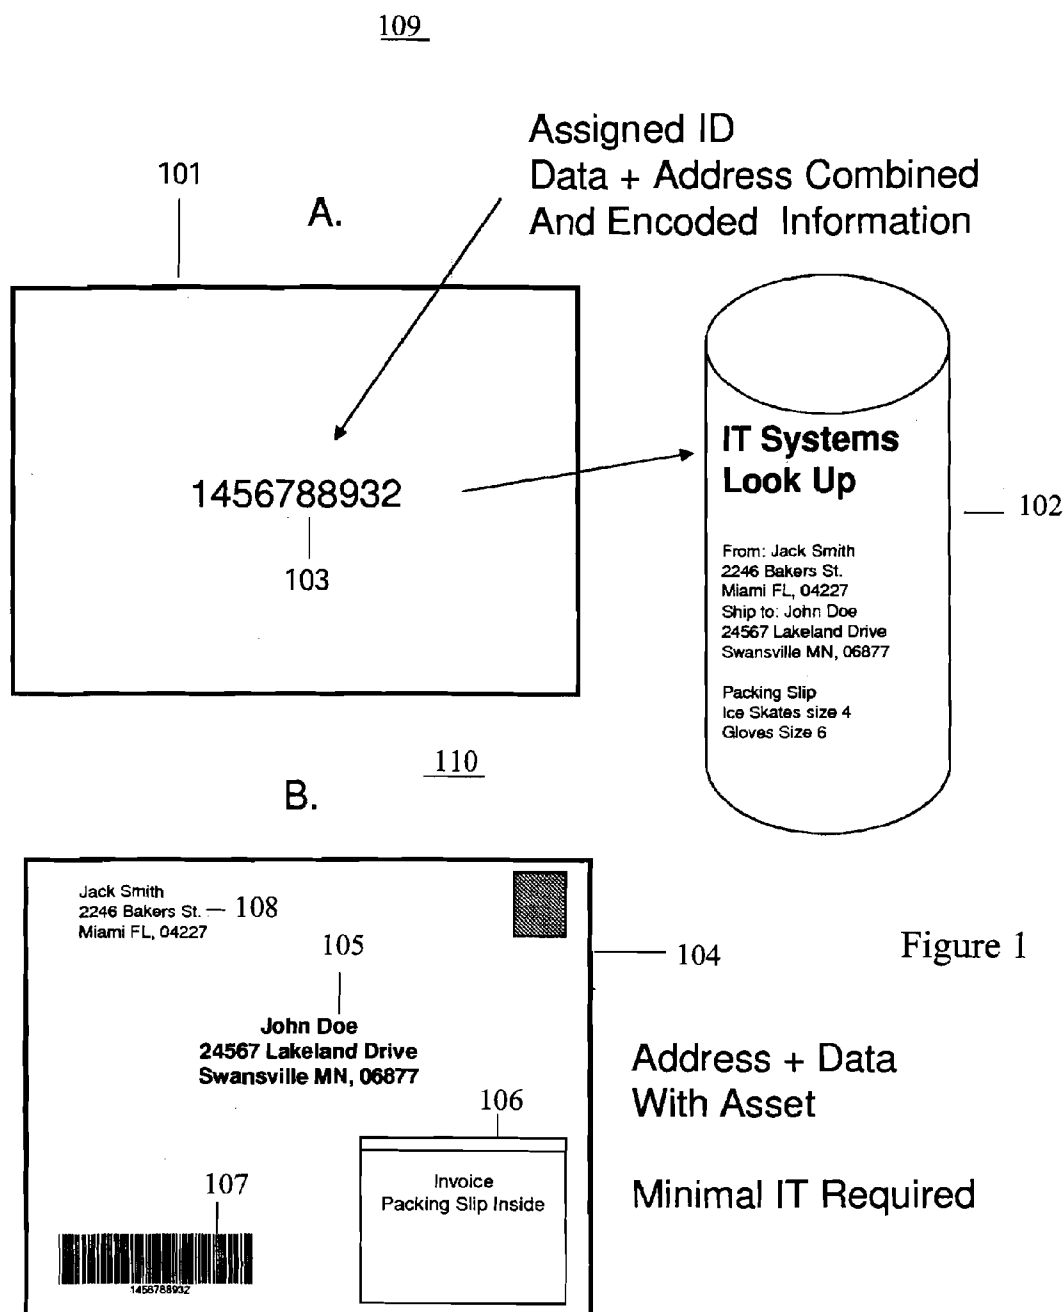 109
Assigned ID
Data + Address Combined
And Encoded Information
101
A.
1456788932
103
IT Systems
Look Up
From: Jack Smith
2246 Bakers St.
Miami FL, 04227
Ship to: John Doe
24567 Lakeland Drive
Swansville MN, 06877
Packing Slip
Ice Skates size 4
Gloves Size 6
102
110
B.
Jack Smith
2246 Bakers St.
Miami FL, 04227
108
105
John Doe
24567 Lakeland Drive
Swansville MN, 06877
104
Figure 1
106
Invoice
Packing Slip Inside
107
1456788932
Address + Data
With Asset
Minimal IT Required